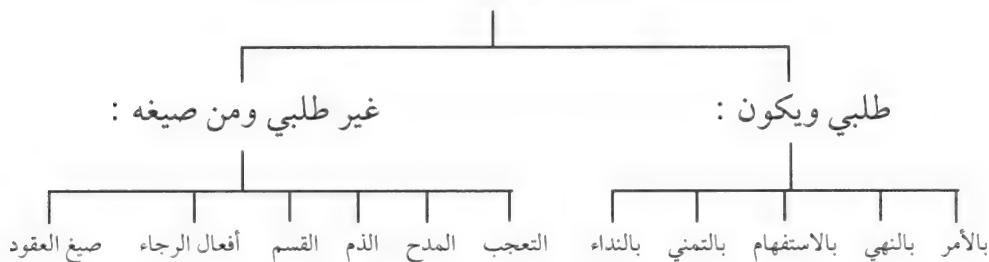 طلبي ويكون : غير طلبي ومن صيغه :
بالأمر بالنهي بالاستفهام بالتمني بالنداء التعجب المدح الذم القسم أفعال الرجاء صيغ العقود